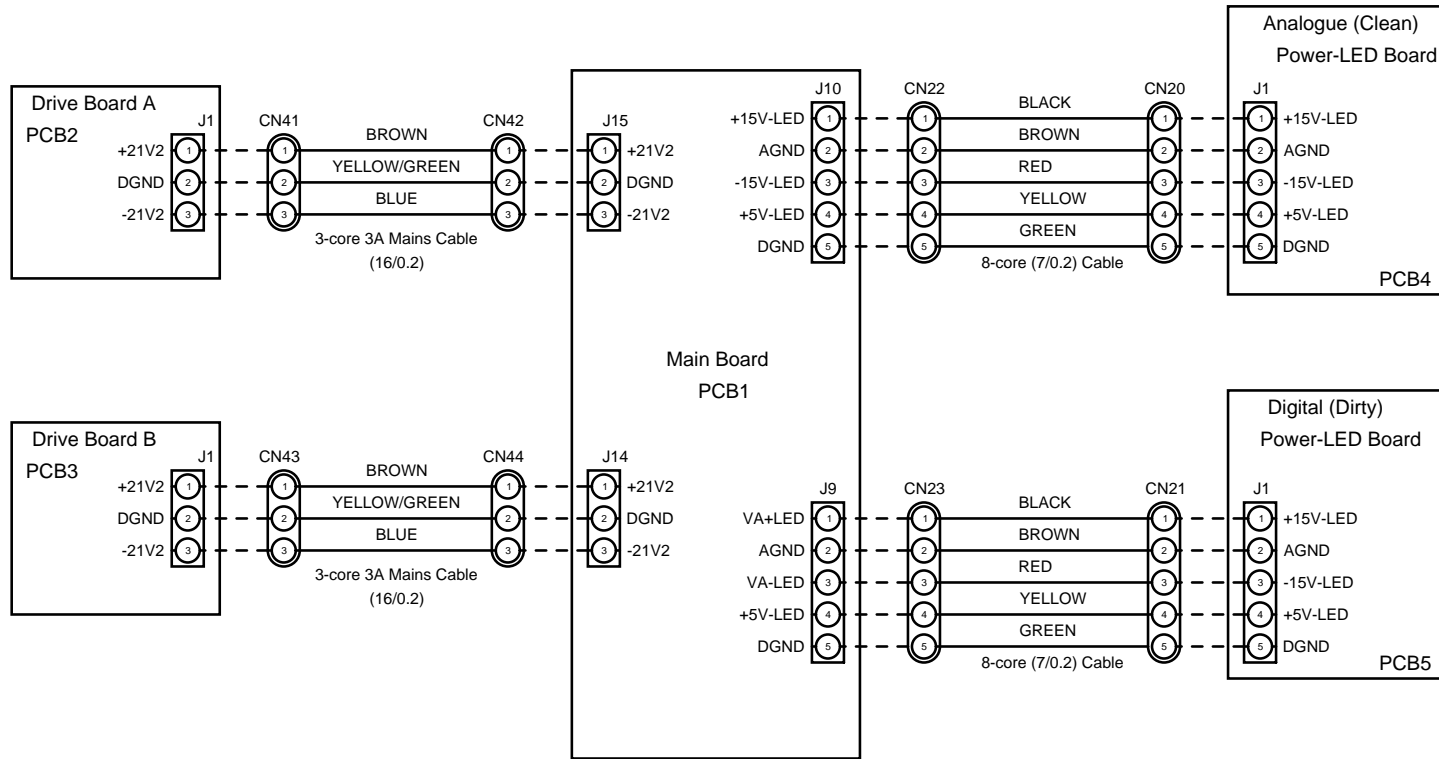 Analogue (Clean)
Power-LED Board
Drive Board A
PCB2
J1
CN41
CN42
J15
J10
CN22
CN20
J1
BROWN
YELLOW/GREEN
BLUE
+21V2 1 1 1 1 +21V2
DGND 2 2 2 2 DGND
-21V2 3 3 3 3 -21V2
3-core 3A Mains Cable
(16/0.2)
BLACK
BROWN
RED
YELLOW
GREEN
+15V-LED 1 1 1 1 +15V-LED
AGND 2 2 2 2 AGND
-15V-LED 3 3 3 3 -15V-LED
+5V-LED 4 4 4 4 +5V-LED
DGND 5 5 5 5 DGND
8-core (7/0.2) Cable
PCB4
Main Board
PCB1
Drive Board B
PCB3
J1
CN43
CN44
J14
BROWN
YELLOW/GREEN
BLUE
+21V2 1 1 1 1 +21V2
DGND 2 2 2 2 DGND
-21V2 3 3 3 3 -21V2
3-core 3A Mains Cable
(16/0.2)
Digital (Dirty)
Power-LED Board
J9
CN23
CN21
J1
BLACK
BROWN
RED
YELLOW
GREEN
VA+LED 1 1 1 1 +15V-LED
AGND 2 2 2 2 AGND
VA-LED 3 3 3 3 -15V-LED
+5V-LED 4 4 4 4 +5V-LED
DGND 5 5 5 5 DGND
8-core (7/0.2) Cable
PCB5